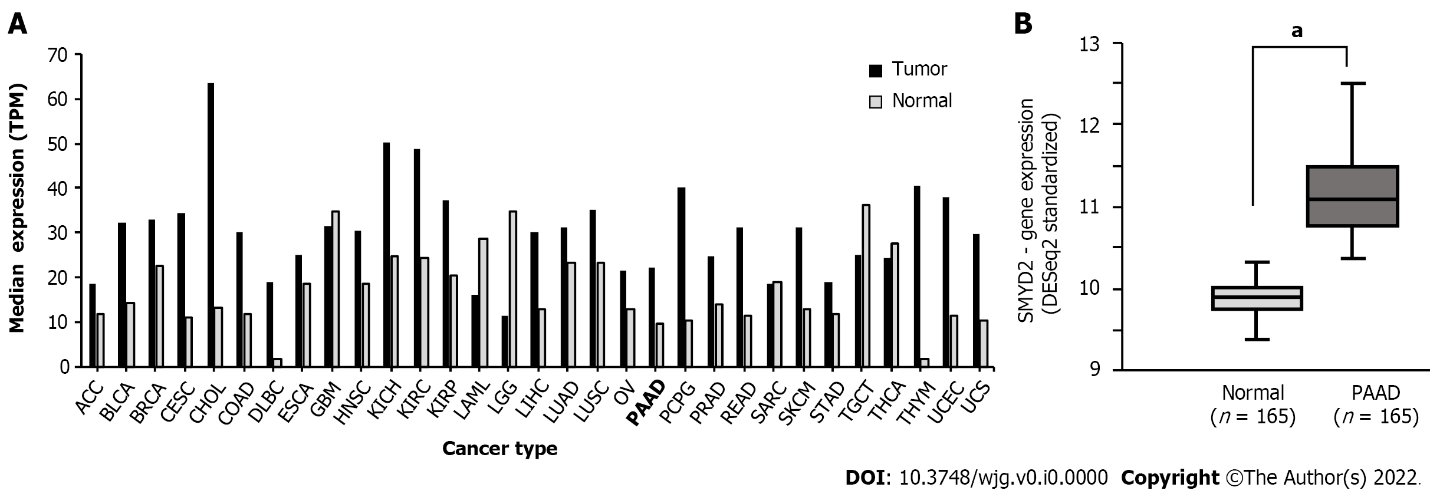 A
Median expression (TPM)
70
60
50
40
30
20
10
0
Tumor
Normal
ACC
BLCA
BRCA
CESC
CHOL
COAD
DLBC
ESCA
GBM
HNSC
KICH
KIRC
KIRP
LAML
LGG
LIHC
LUAD
LUSC
OV
PAAD
PCPG
PRAD
READ
SARC
SKCM
STAD
TGCT
THCA
THYM
UCEC
UCS
Cancer type
B
SMYD2 - gene expression
(DESeq2 standardized)
13
12
11
10
9
a
Normal
(n = 165)
PAAD
(n = 165)
DOI: 10.3748/wjg.v0.i0.0000 Copyright ©The Author(s) 2022.